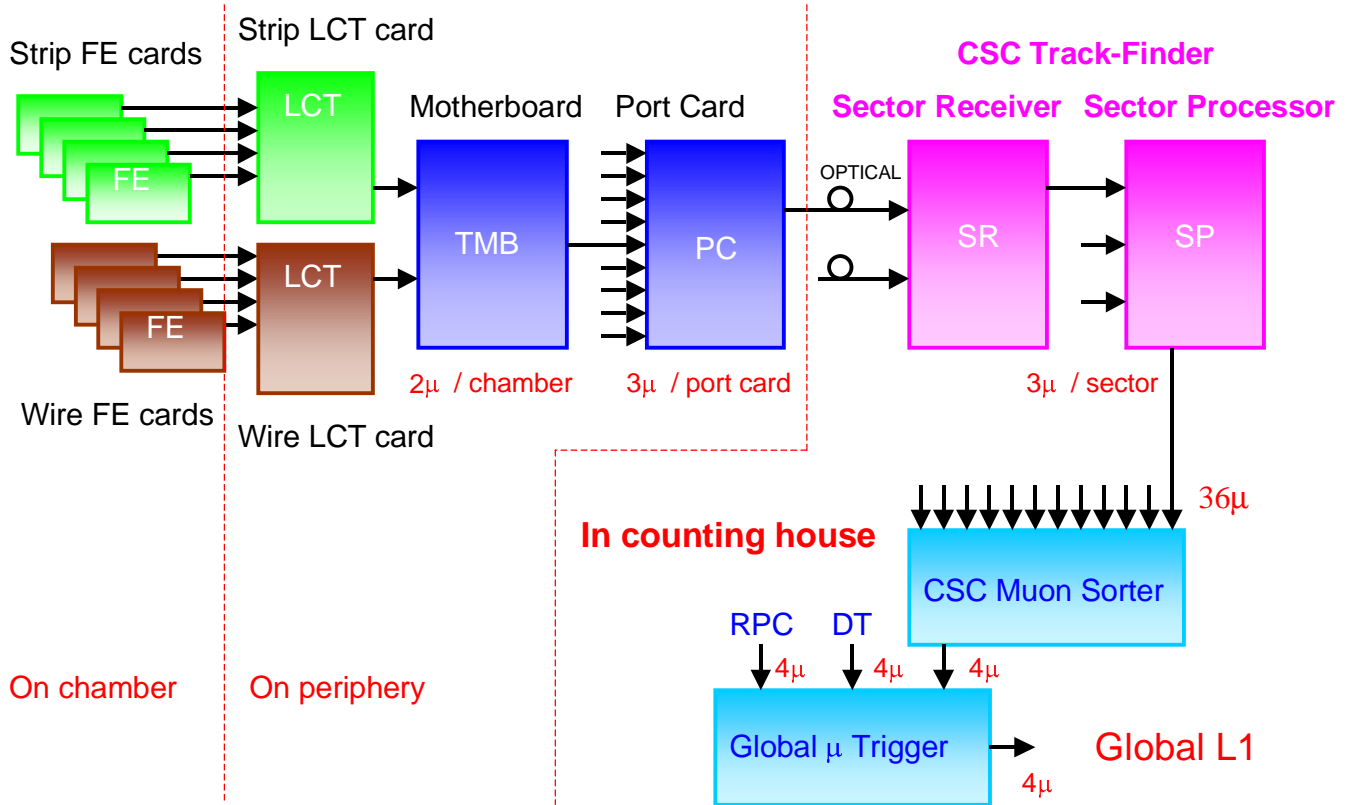 Strip FE cards
Strip LCT card
CSC Track-Finder
LCT
Motherboard
Port Card
Sector Receiver
Sector Processor
FE
OPTICAL
TMB
PC
SR
SP
LCT
FE
2μ / chamber
3μ / port card
3μ / sector
Wire FE cards
Wire LCT card
36μ
In counting house
CSC Muon Sorter
RPC
DT
4μ
4μ
4μ
On chamber
On periphery
Global μ Trigger
Global L1
4μ